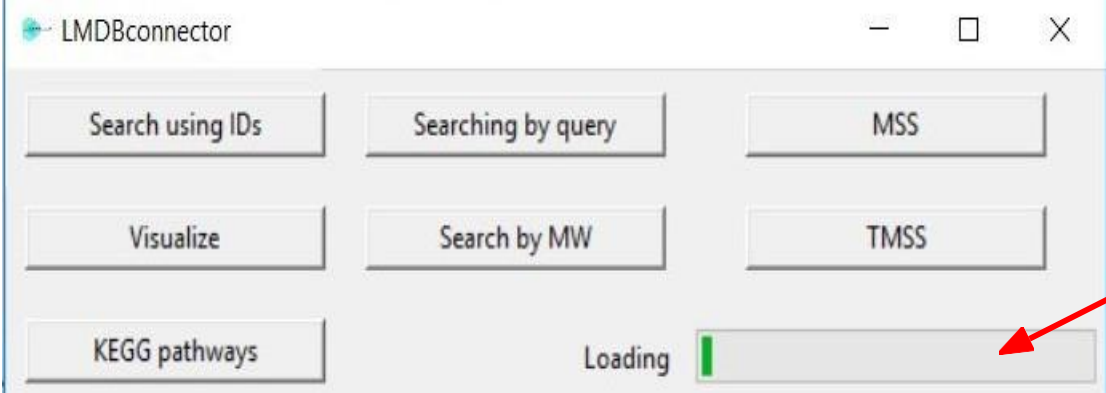 LMDBconnector
Search using IDs
Searching by query
MSS
Visualize
Search by MW
TMSS
KEGG pathways
Loading